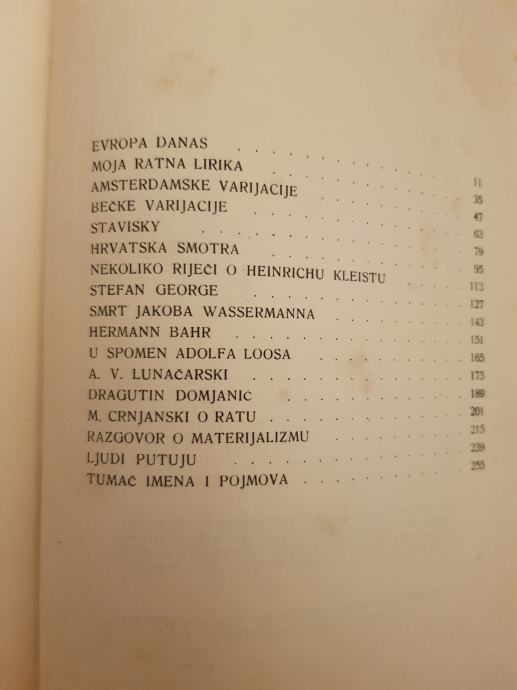 EVROPA DANAS 11
MOJA RATNA LIRIKA 35
AMSTERDAMSKE VARIJACIJE 47
BEČKE VARIJACIJE 63
STAVISKY 79
HRVATSKA SMOTRA 95
NEKOLIKO RIJEČI O HEINRICHU KLEISTU 113
STEFAN GEORGE 127
SMRT JAKOBA WASSERMANNA 143
HERMANN BAHR 151
U SPOMEN ADOLFA LOOSA 165
A. V. LUNAČARSKI 175
DRAGUTIN DOMJANIĆ 189
M. CRNJANSKI O RATU 201
RAZGOVOR O MATERIJALIZMU 215
LJUDI PUTUJU 239
TUMAČ IMENA I POJMOVA 255